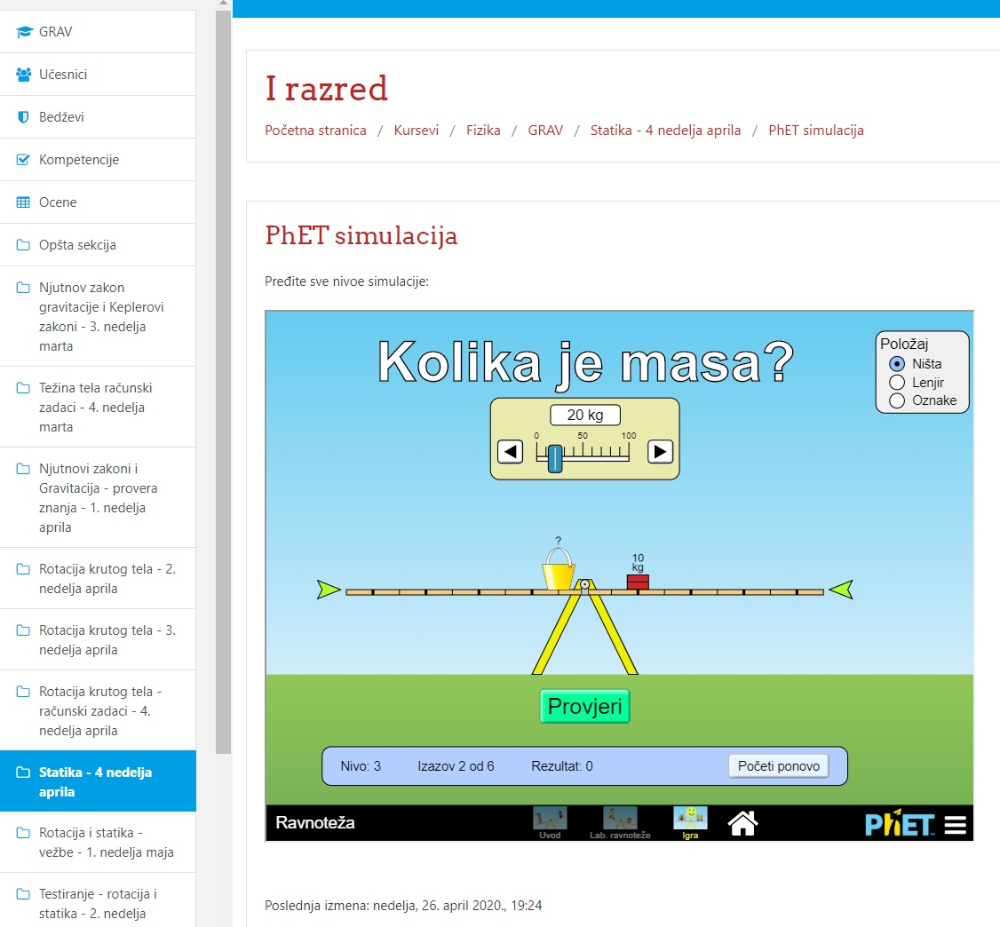 GRAV
Učesnici
Bedževi
Kompetencije
Ocene
Opšta sekcija
Njutnov zakon
gravitacije i Keplerovi
zakoni - 3. nedelja
marta
Težina tela računski
zadaci - 4. nedelja
marta
Njutnovi zakoni i
Gravitacija - provera
znanja - 1. nedelja
aprila
Rotacija krutog tela - 2.
nedelja aprila
Rotacija krutog tela - 3.
nedelja aprila
Rotacija krutog tela -
računski zadaci - 4.
nedelja aprila
Statika - 4 nedelja
aprila
Rotacija i statika -
vežbe - 1. nedelja maja
Testiranje - rotacija i
statika - 2. nedelja
I razred
Početna stranica / Kursevi / Fizika / GRAV / Statika - 4 nedelja aprila / PhET simulacija
PhET simulacija
Pređite sve nivoe simulacije:
Kolika je masa?
Položaj
Ništa
Lenjir
Oznake
20 kg
0 50 100
?
10
kg
Provjeri
Nivo: 3 Izazov 2 od 6 Rezultat: 0 Početi ponovo
Ravnoteža
Uvod
Lab. ravnoteže
Igra
PhET
Poslednja izmena: nedelja, 26. april 2020., 19:24